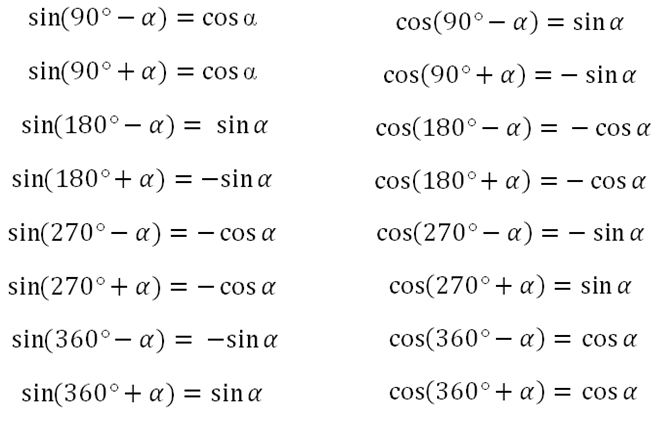 sin(90° − α) = cos α
cos(90° − α) = sin α
sin(90° + α) = cos α
cos(90° + α) = − sin α
sin(180° − α) = sin α
cos(180° − α) = − cos α
sin(180° + α) = −sin α
cos(180° + α) = − cos α
sin(270° − α) = − cos α
cos(270° − α) = − sin α
sin(270° + α) = − cos α
cos(270° + α) = sin α
sin(360° − α) = −sin α
cos(360° − α) = cos α
sin(360° + α) = sin α
cos(360° + α) = cos α